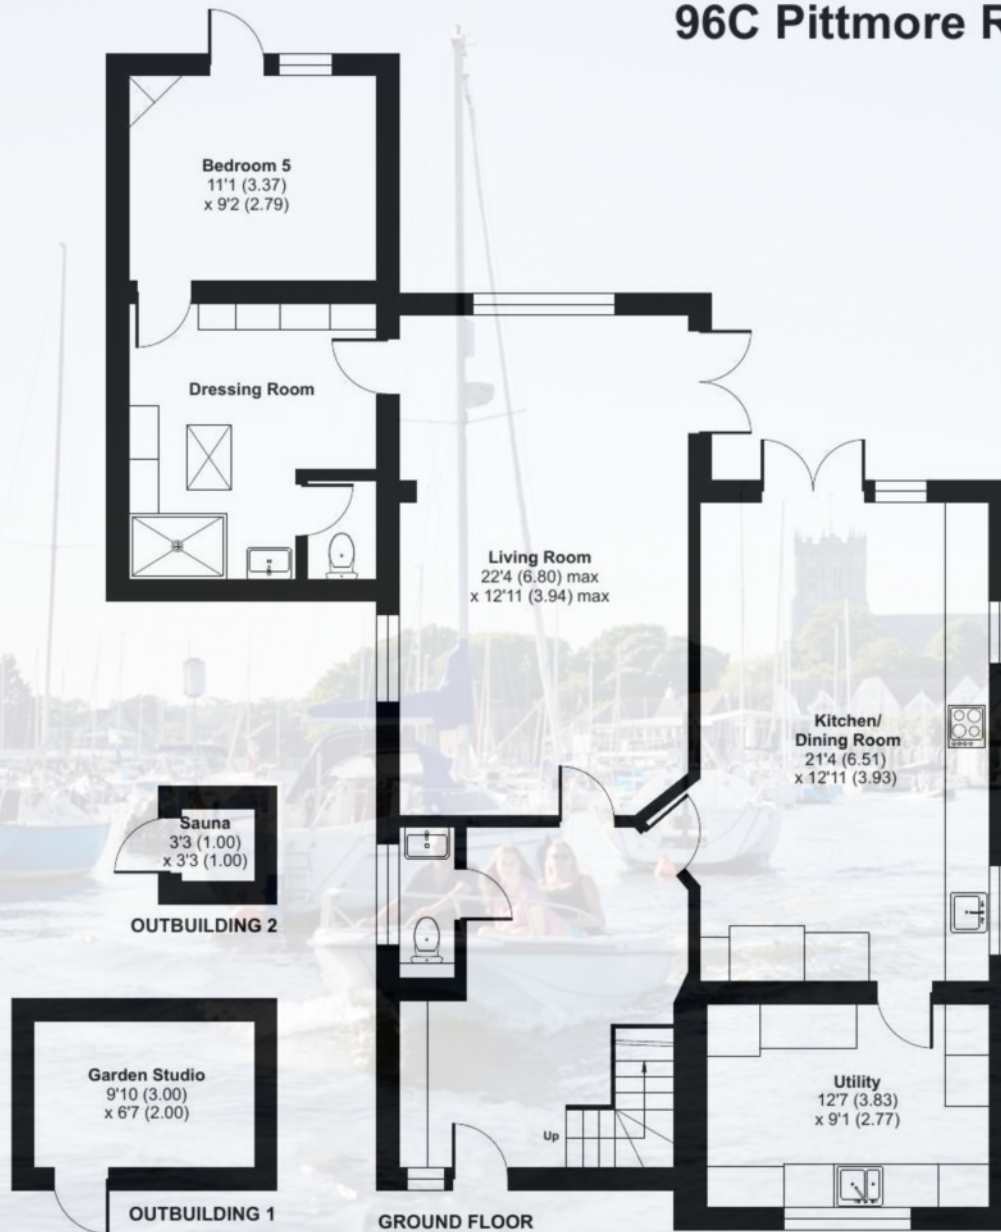 96C Pittmore R
Bedroom 5
11'1 (3.37)
x 9'2 (2.79)
Dressing Room
Living Room
22'4 (6.80) max
x 12'11 (3.94) max
Kitchen/
Dining Room
21'4 (6.51)
x 12'11 (3.93)
Sauna
3'3 (1.00)
x 3'3 (1.00)
OUTBUILDING 2
Garden Studio
9'10 (3.00)
x 6'7 (2.00)
OUTBUILDING 1
Up
Utility
12'7 (3.83)
x 9'1 (2.77)
GROUND FLOOR